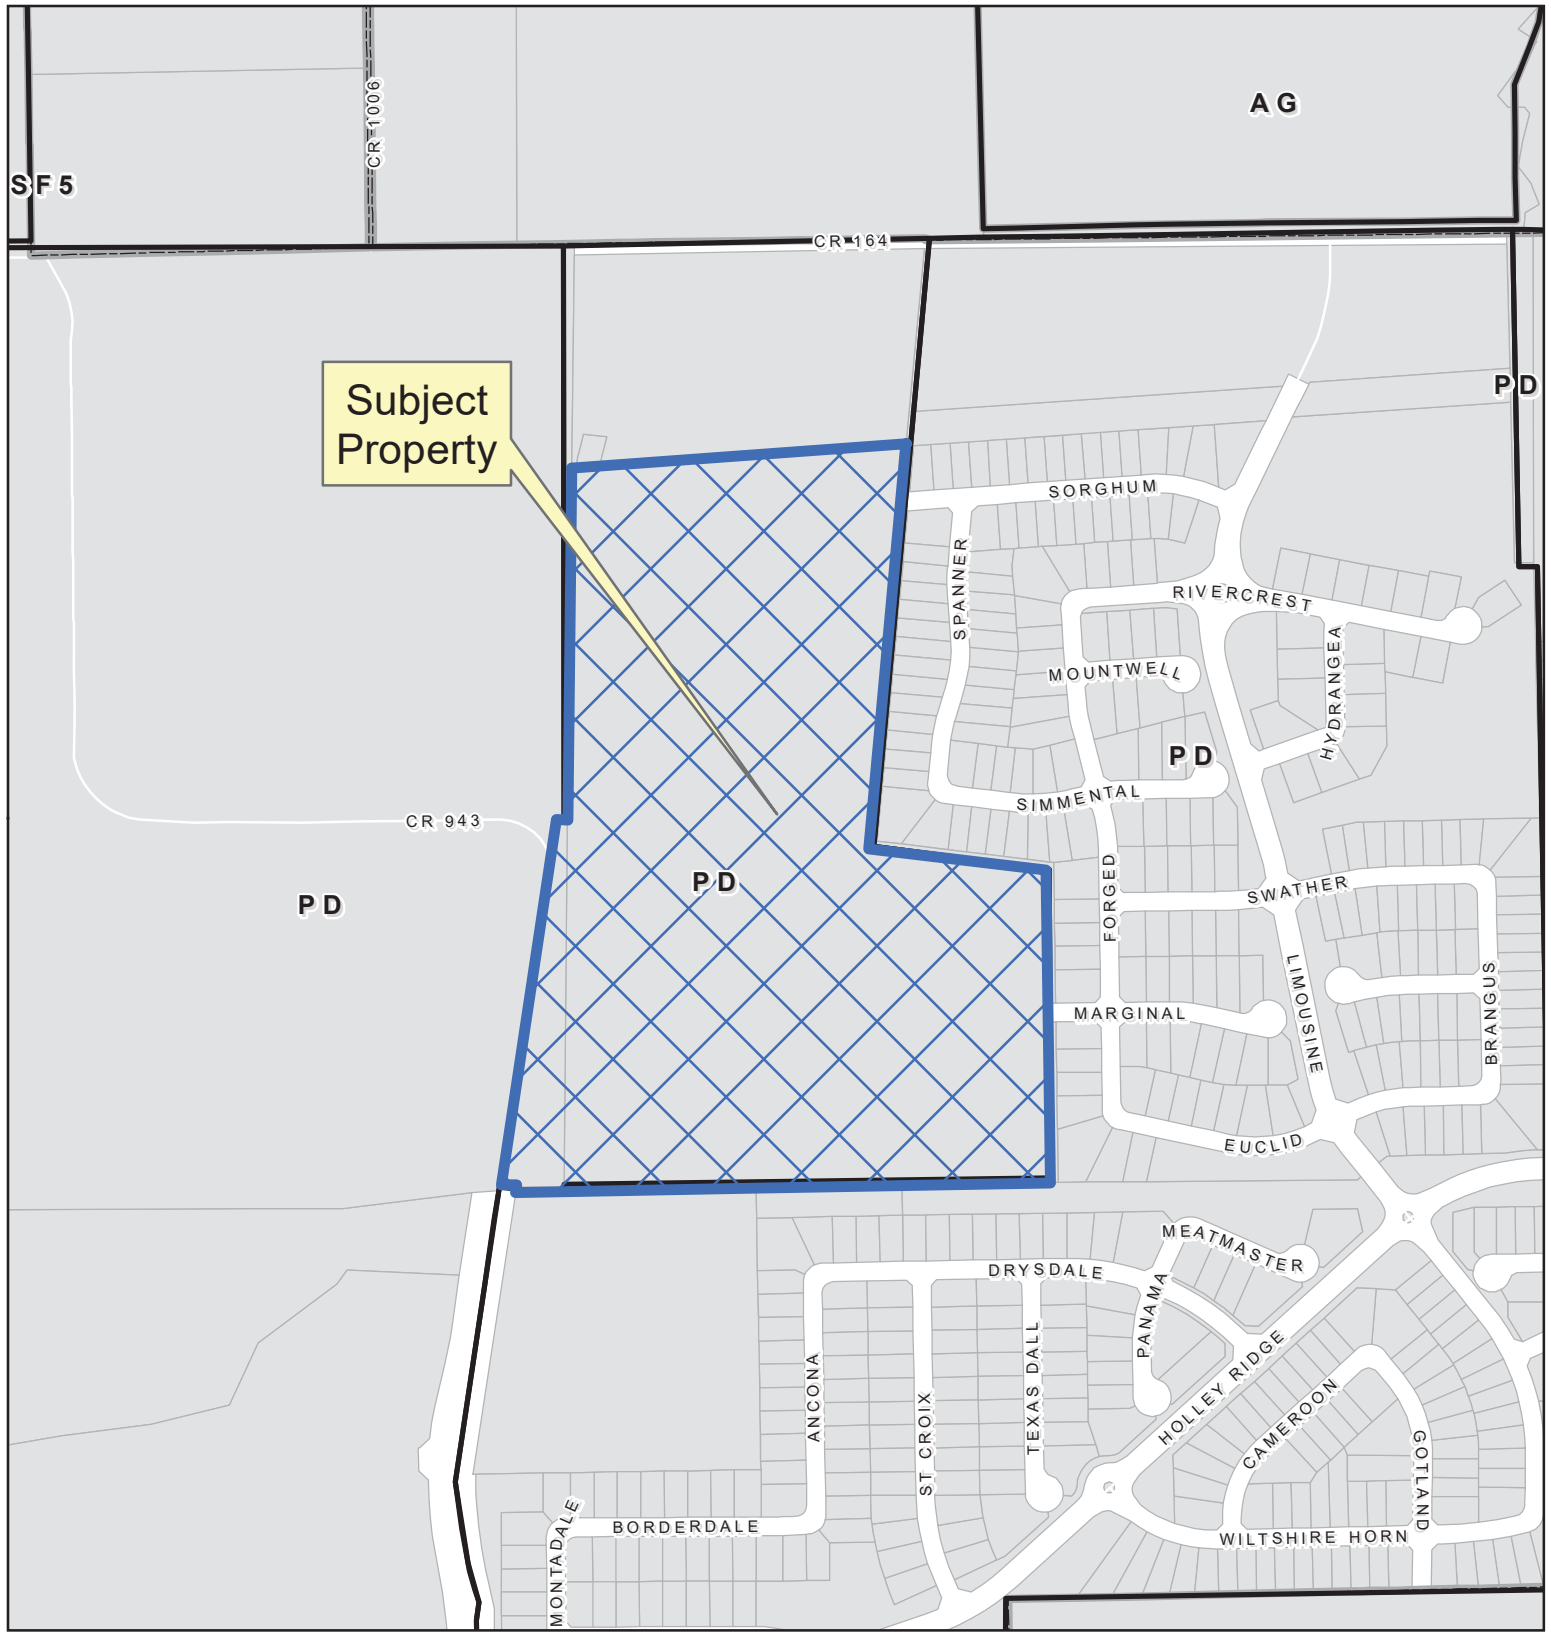 CR 1006
AG
SF5
CR 164
Subject
Property
PD
SORGHUM
SPANNER
RIVERCREST
HYDRANGEA
MOUNTWELL
PD
SIMMENTAL
CR 943
FORGED
PD
SWATHER
PD
LIMOUSINE
BRANGUS
MARGINAL
EUCLID
MEATMASTER
DRYSDALE
PANAMA
TEXAS DALL
ANCONA
ST CROIX
HOLLEY RIDGE
CAMEROON
GOTLAND
MONTADALE
BORDERDALE
WILTSHIRE HORN